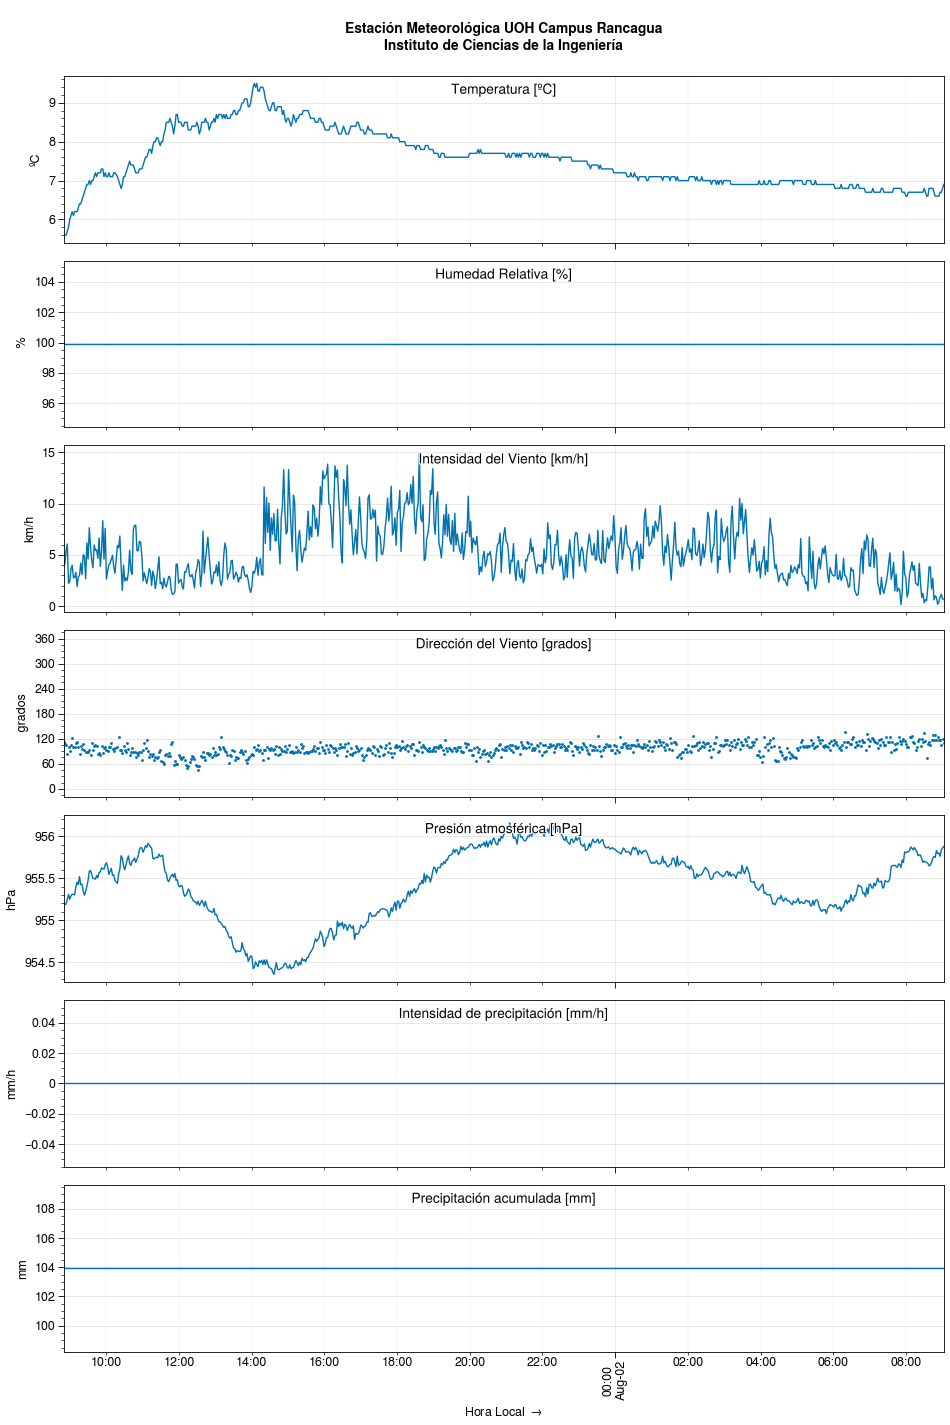 Estación Meteorológica UOH Campus Rancagua
Instituto de Ciencias de la Ingeniería
Temperatura [ºC]
ºC
9
8
7
6
Humedad Relativa [%]
%
104
102
100
98
96
Intensidad del Viento [km/h]
km/h
15
10
5
0
Dirección del Viento [grados]
grados
360
300
240
180
120
60
0
Presión atmosférica [hPa]
hPa
956
955.5
955
954.5
Intensidad de precipitación [mm/h]
mm/h
0.04
0.02
0
−0.02
−0.04
Precipitación acumulada [mm]
mm
108
106
104
102
100
10:00 12:00 14:00 16:00 18:00 20:00 22:00 00:00 02:00 04:00 06:00 08:00
Aug-02
Hora Local →